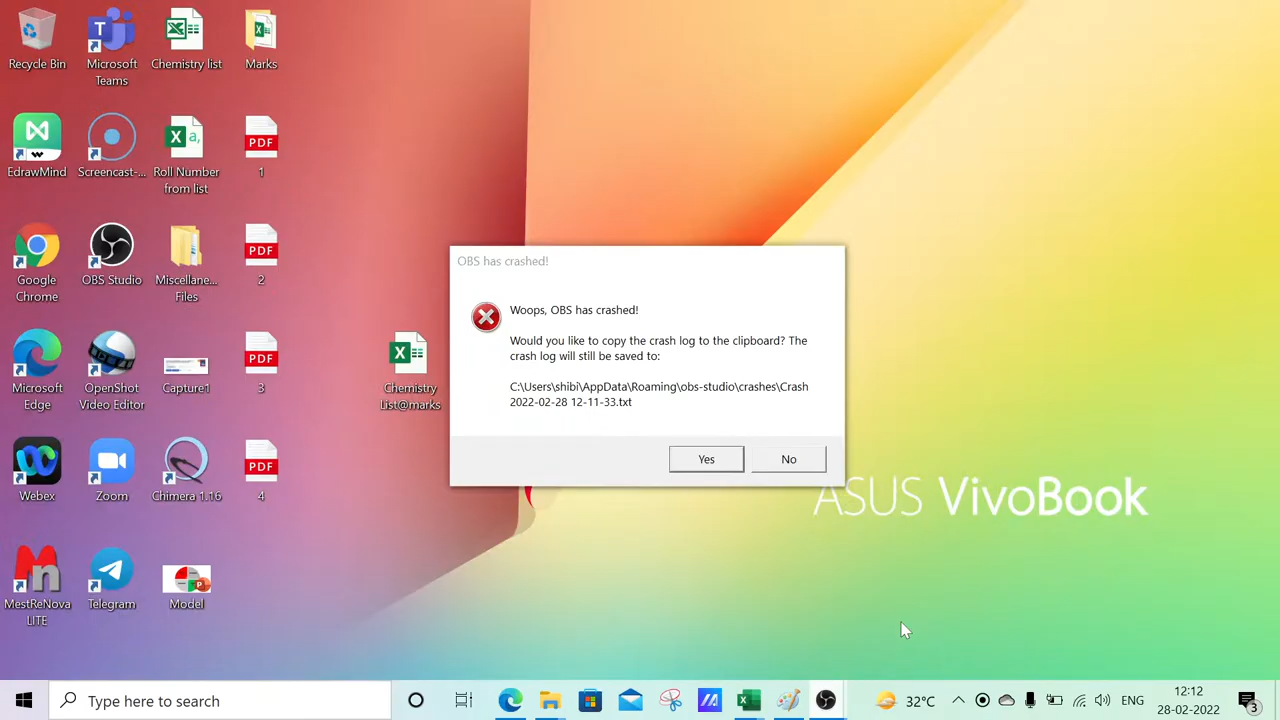 Recycle Bin
Microsoft
Teams
Chemistry list
Marks
EdrawMind
Screencast-...
Roll Number
from list
PDF
1
Google
Chrome
OBS Studio
Miscellane...
Files
PDF
2
Microsoft
Edge
OpenShot
Video Editor
Capture1
PDF
3
Chemistry
List@marks
Webex
Zoom
Chimera 1.16
PDF
4
MestReNova
LITE
Telegram
Model
OBS has crashed!
Woops, OBS has crashed!
Would you like to copy the crash log to the clipboard? The
crash log will still be saved to:
C:\Users\shibi\AppData\Roaming\obs-studio\crashes\Crash
2022-02-28 12-11-33.txt
Yes
No
ASUS VivoBook
Type here to search
32°C
ENG
12:12
28-02-2022
3